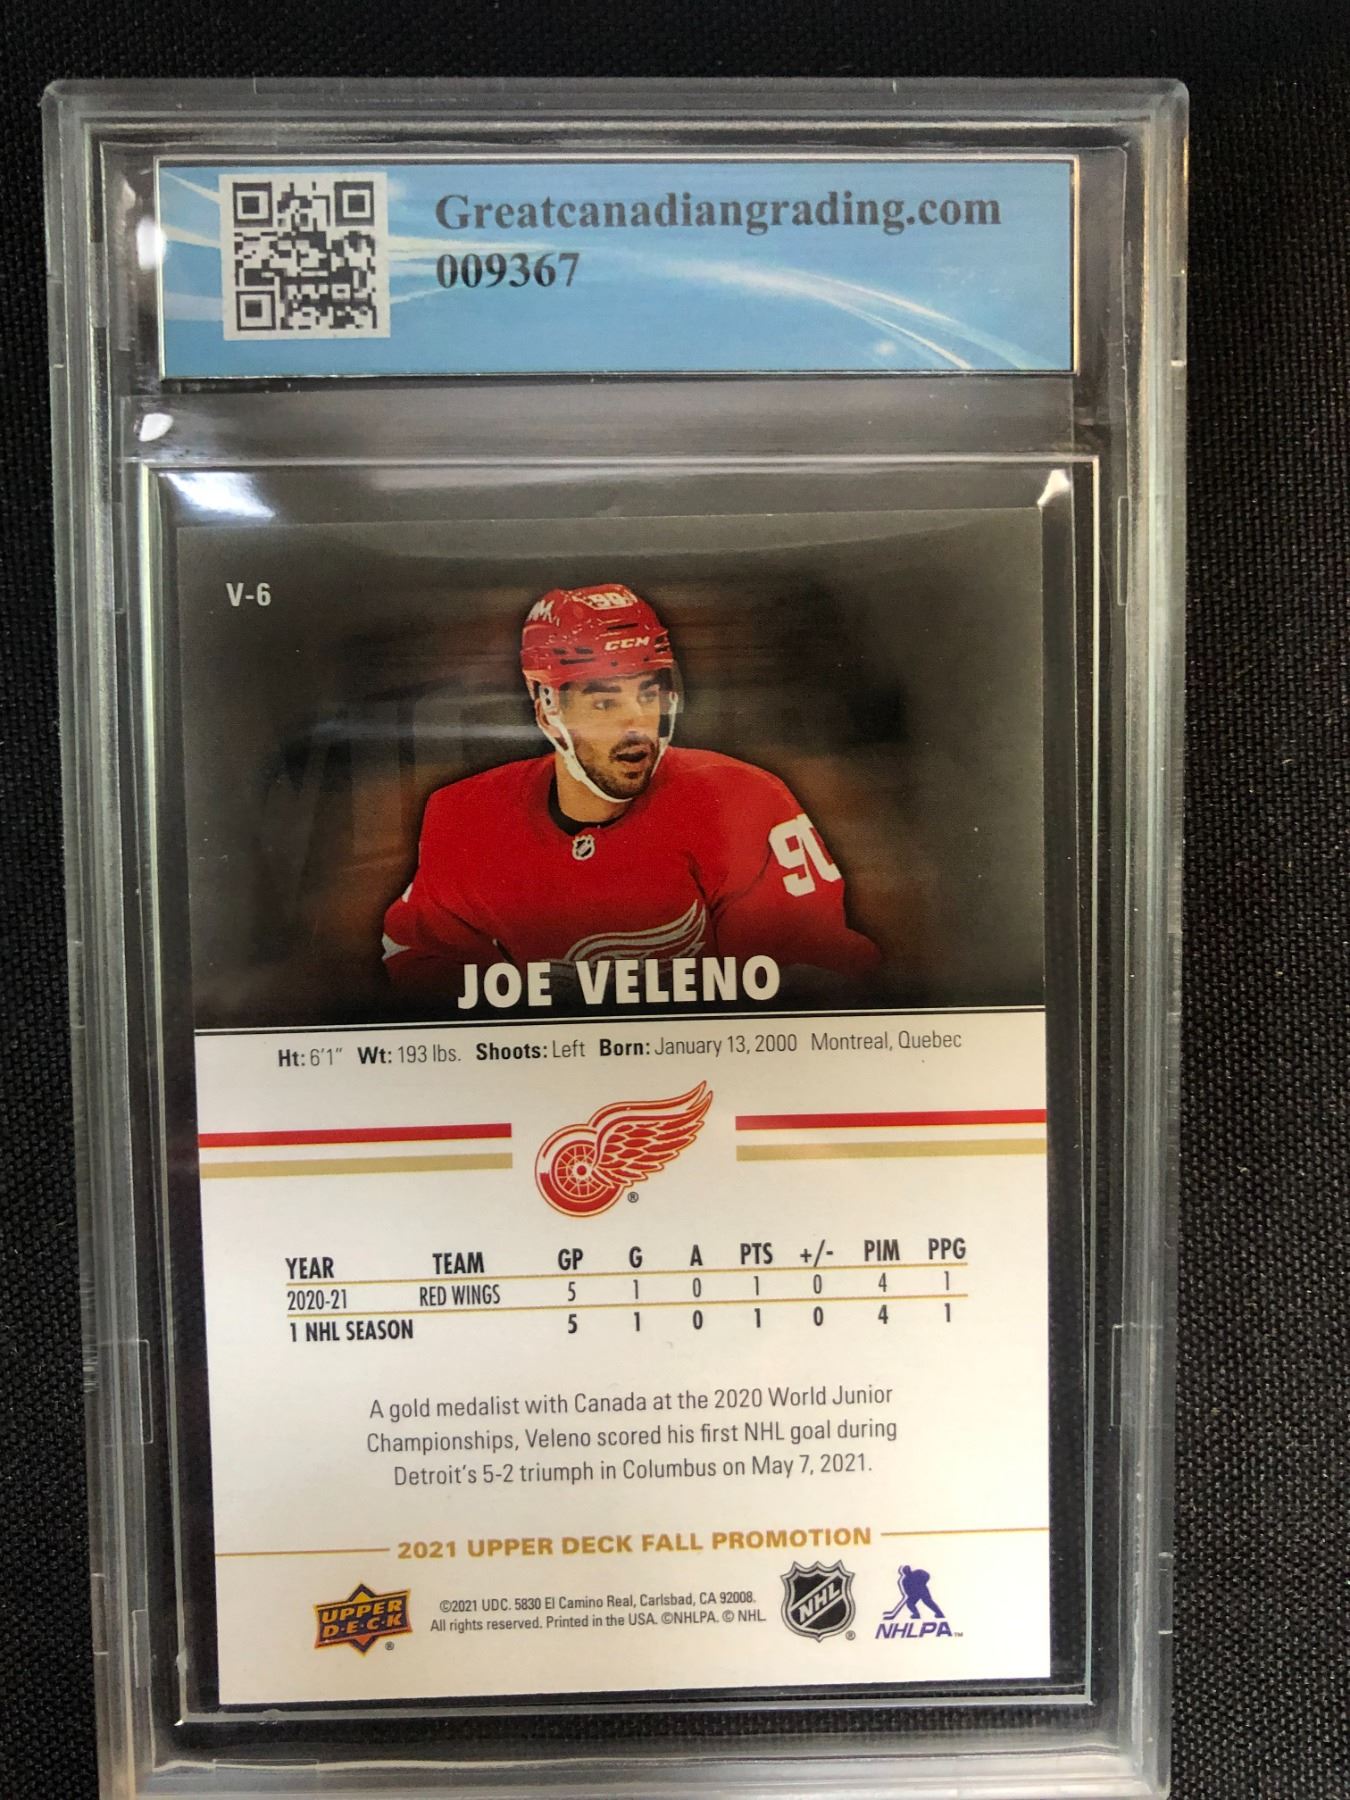 Greatcanadiangrading.com
009367
V-6
90
CCM
90
NHL
JOE VELENO
Ht: 6'1" Wt: 193 lbs. Shoots: Left Born: January 13, 2000 Montreal, Quebec
®
YEAR TEAM GP G A PTS +/- PIM PPG
2020-21 RED WINGS 5 1 0 1 0 4 1
1 NHL SEASON 5 1 0 1 0 4 1
A gold medalist with Canada at the 2020 World Junior
Championships, Veleno scored his first NHL goal during
Detroit's 5-2 triumph in Columbus on May 7, 2021.
2021 UPPER DECK FALL PROMOTION
UPPER
D·E·C·K
®
©2021 UDC. 5830 El Camino Real, Carlsbad, CA 92008.
All rights reserved. Printed in the USA. ©NHLPA. © NHL.
NHL
®
NHLPA™